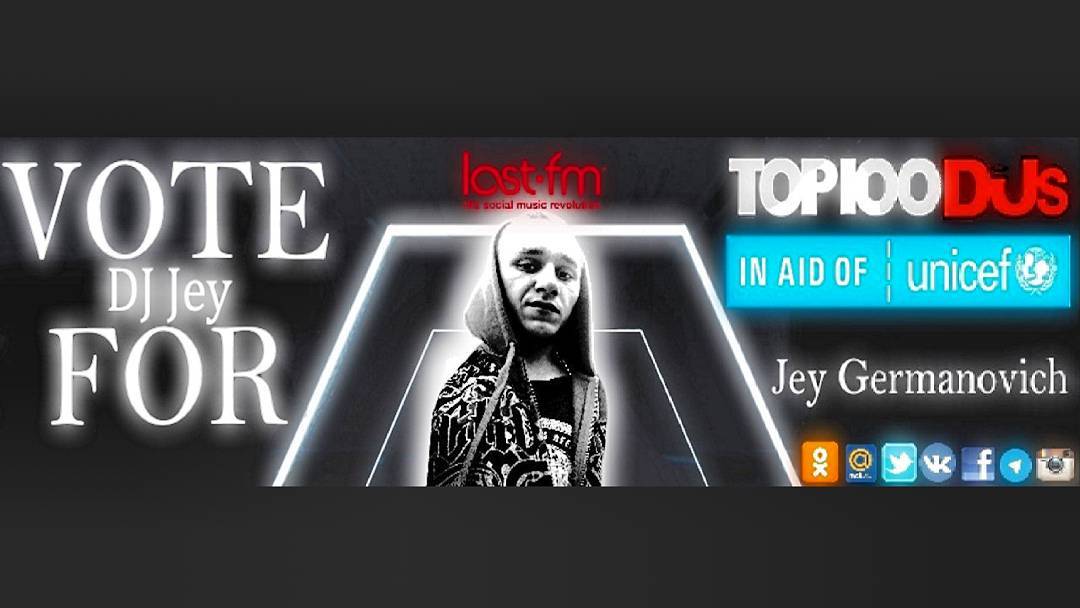 VOTE
DJ Jey
FOR
last·fm
the social music revolution
TOP100DJs
IN AID OF
unicef
Jey Germanovich